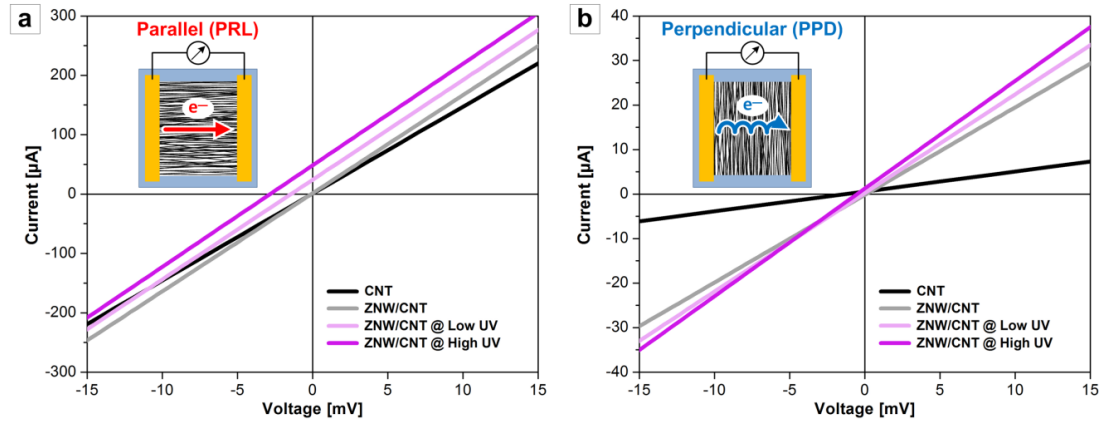 a
Parallel (PRL)
e—
300
200
100
0
-100
-200
-300
Current [µA]
-15
-10
-5
0
5
10
15
Voltage [mV]
CNT
ZNW/CNT
ZNW/CNT @ Low UV
ZNW/CNT @ High UV
b
Perpendicular (PPD)
e—
40
30
20
10
0
-10
-20
-30
-40
Current [µA]
-15
-10
-5
0
5
10
15
Voltage [mV]
CNT
ZNW/CNT
ZNW/CNT @ Low UV
ZNW/CNT @ High UV